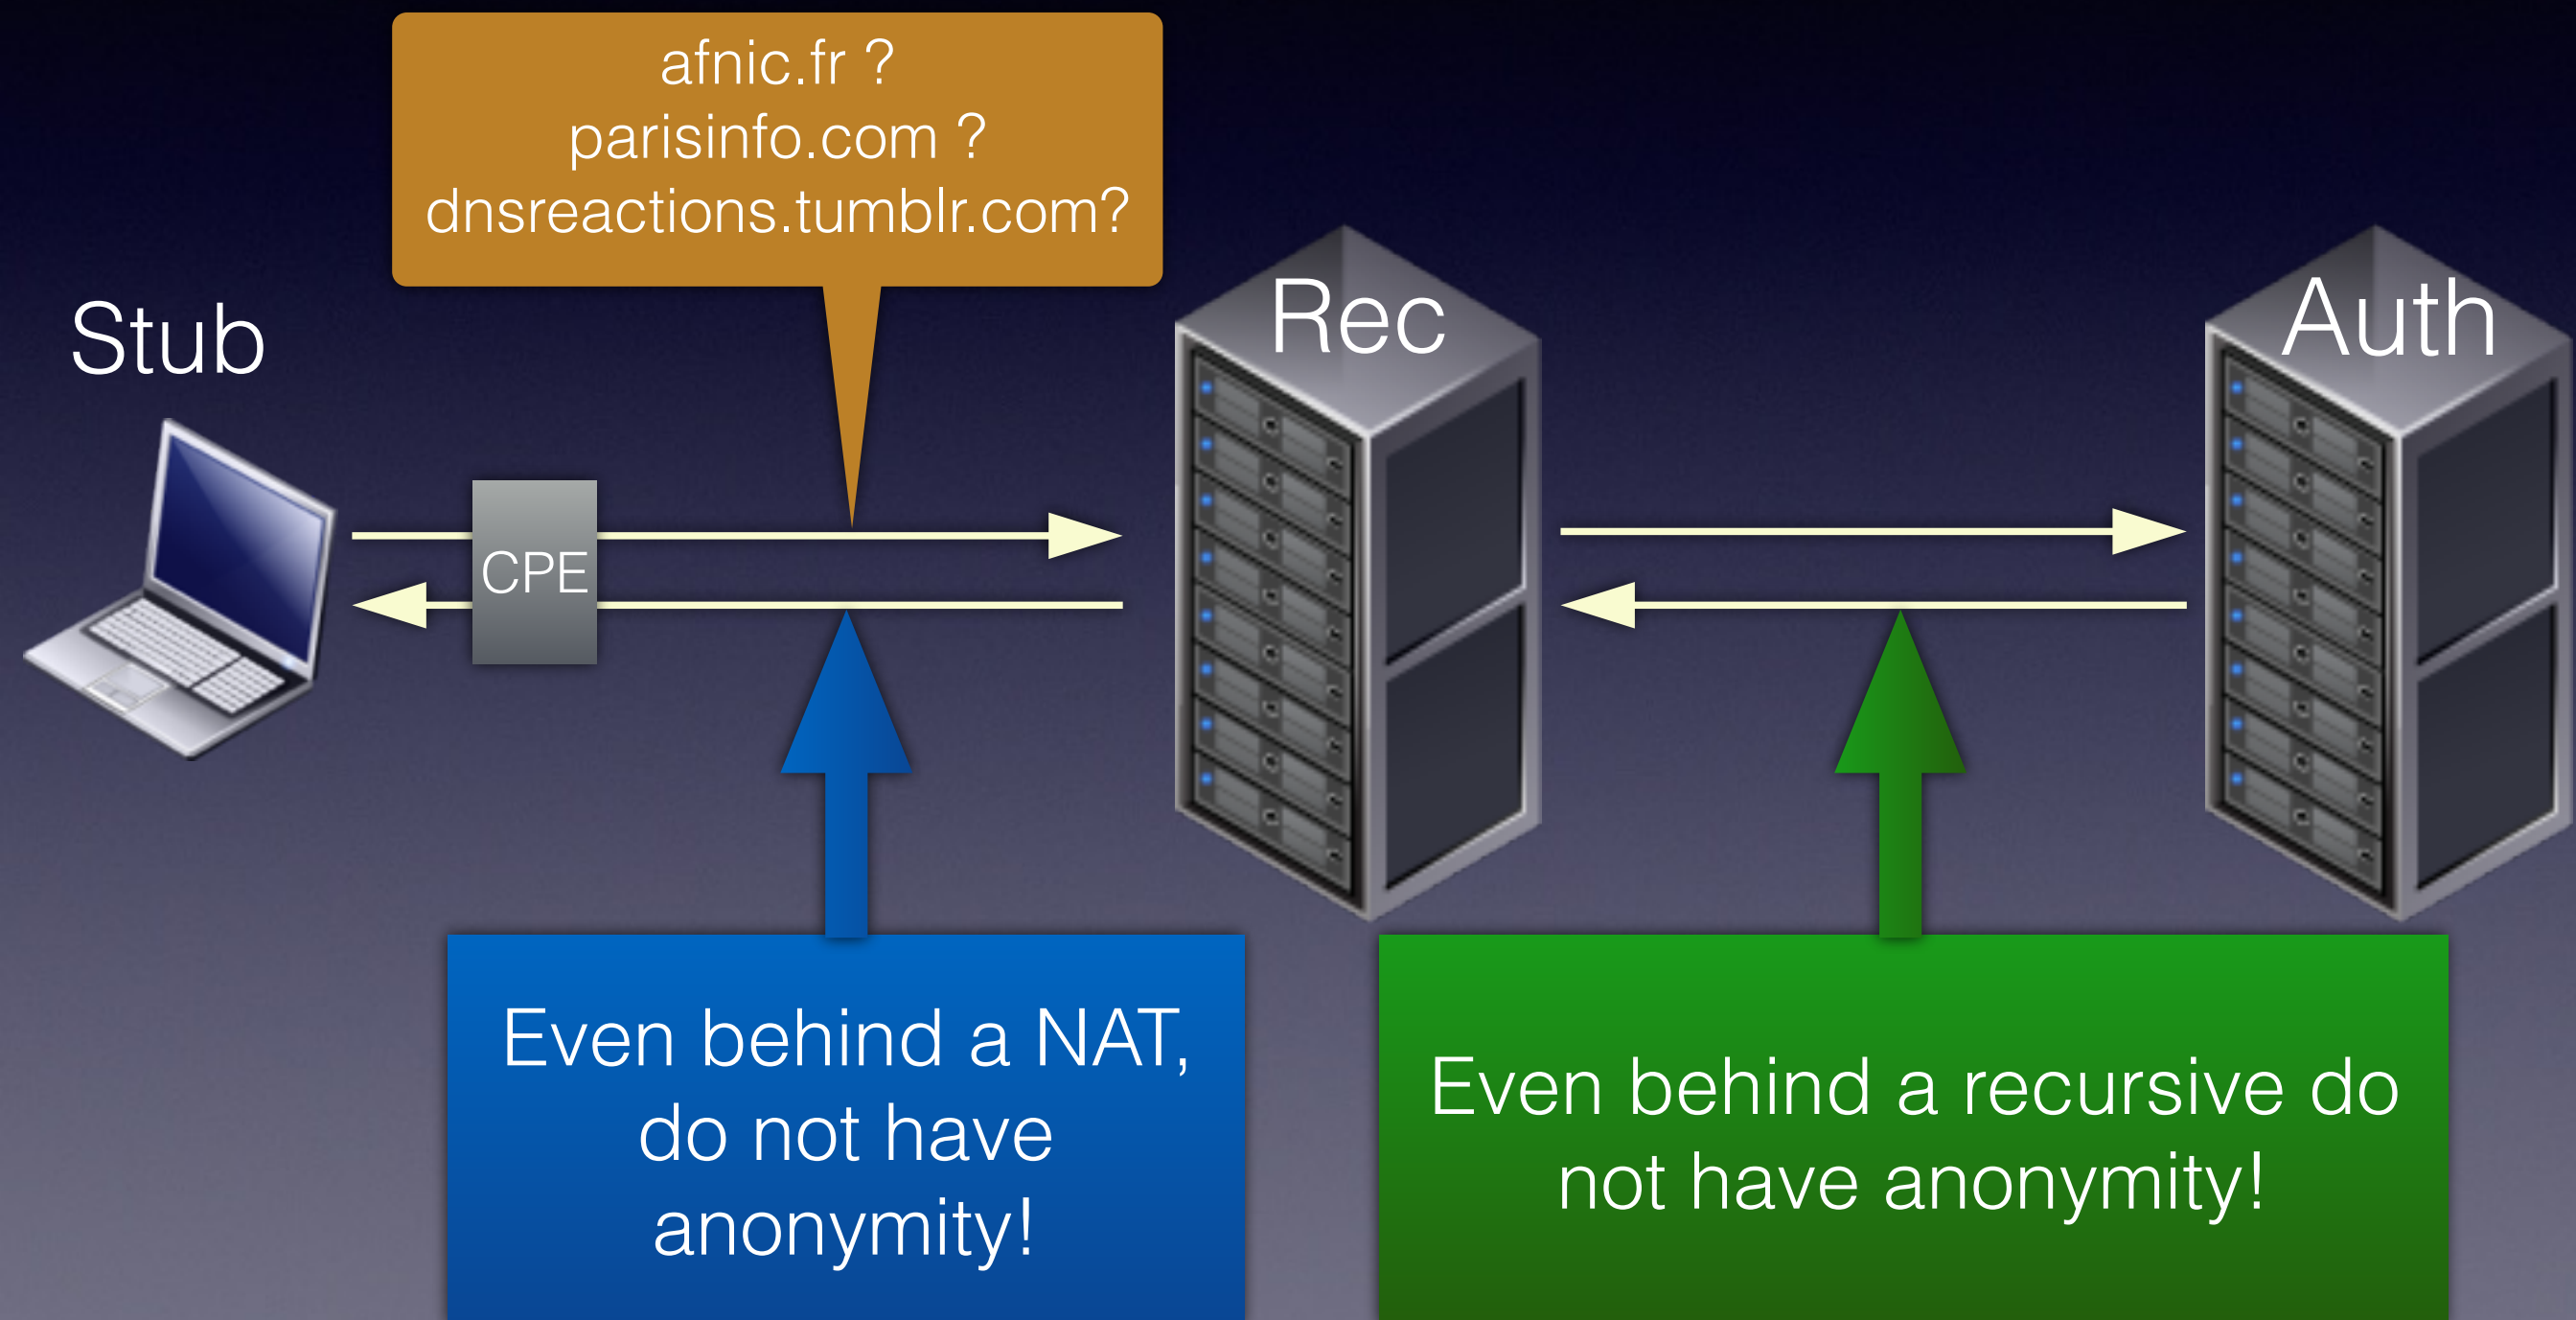 afnic.fr ?
parisinfo.com ?
dnsreactions.tumblr.com?
Stub
Rec
Auth
CPE
Even behind a NAT,
do not have
anonymity!
Even behind a recursive do
not have anonymity!